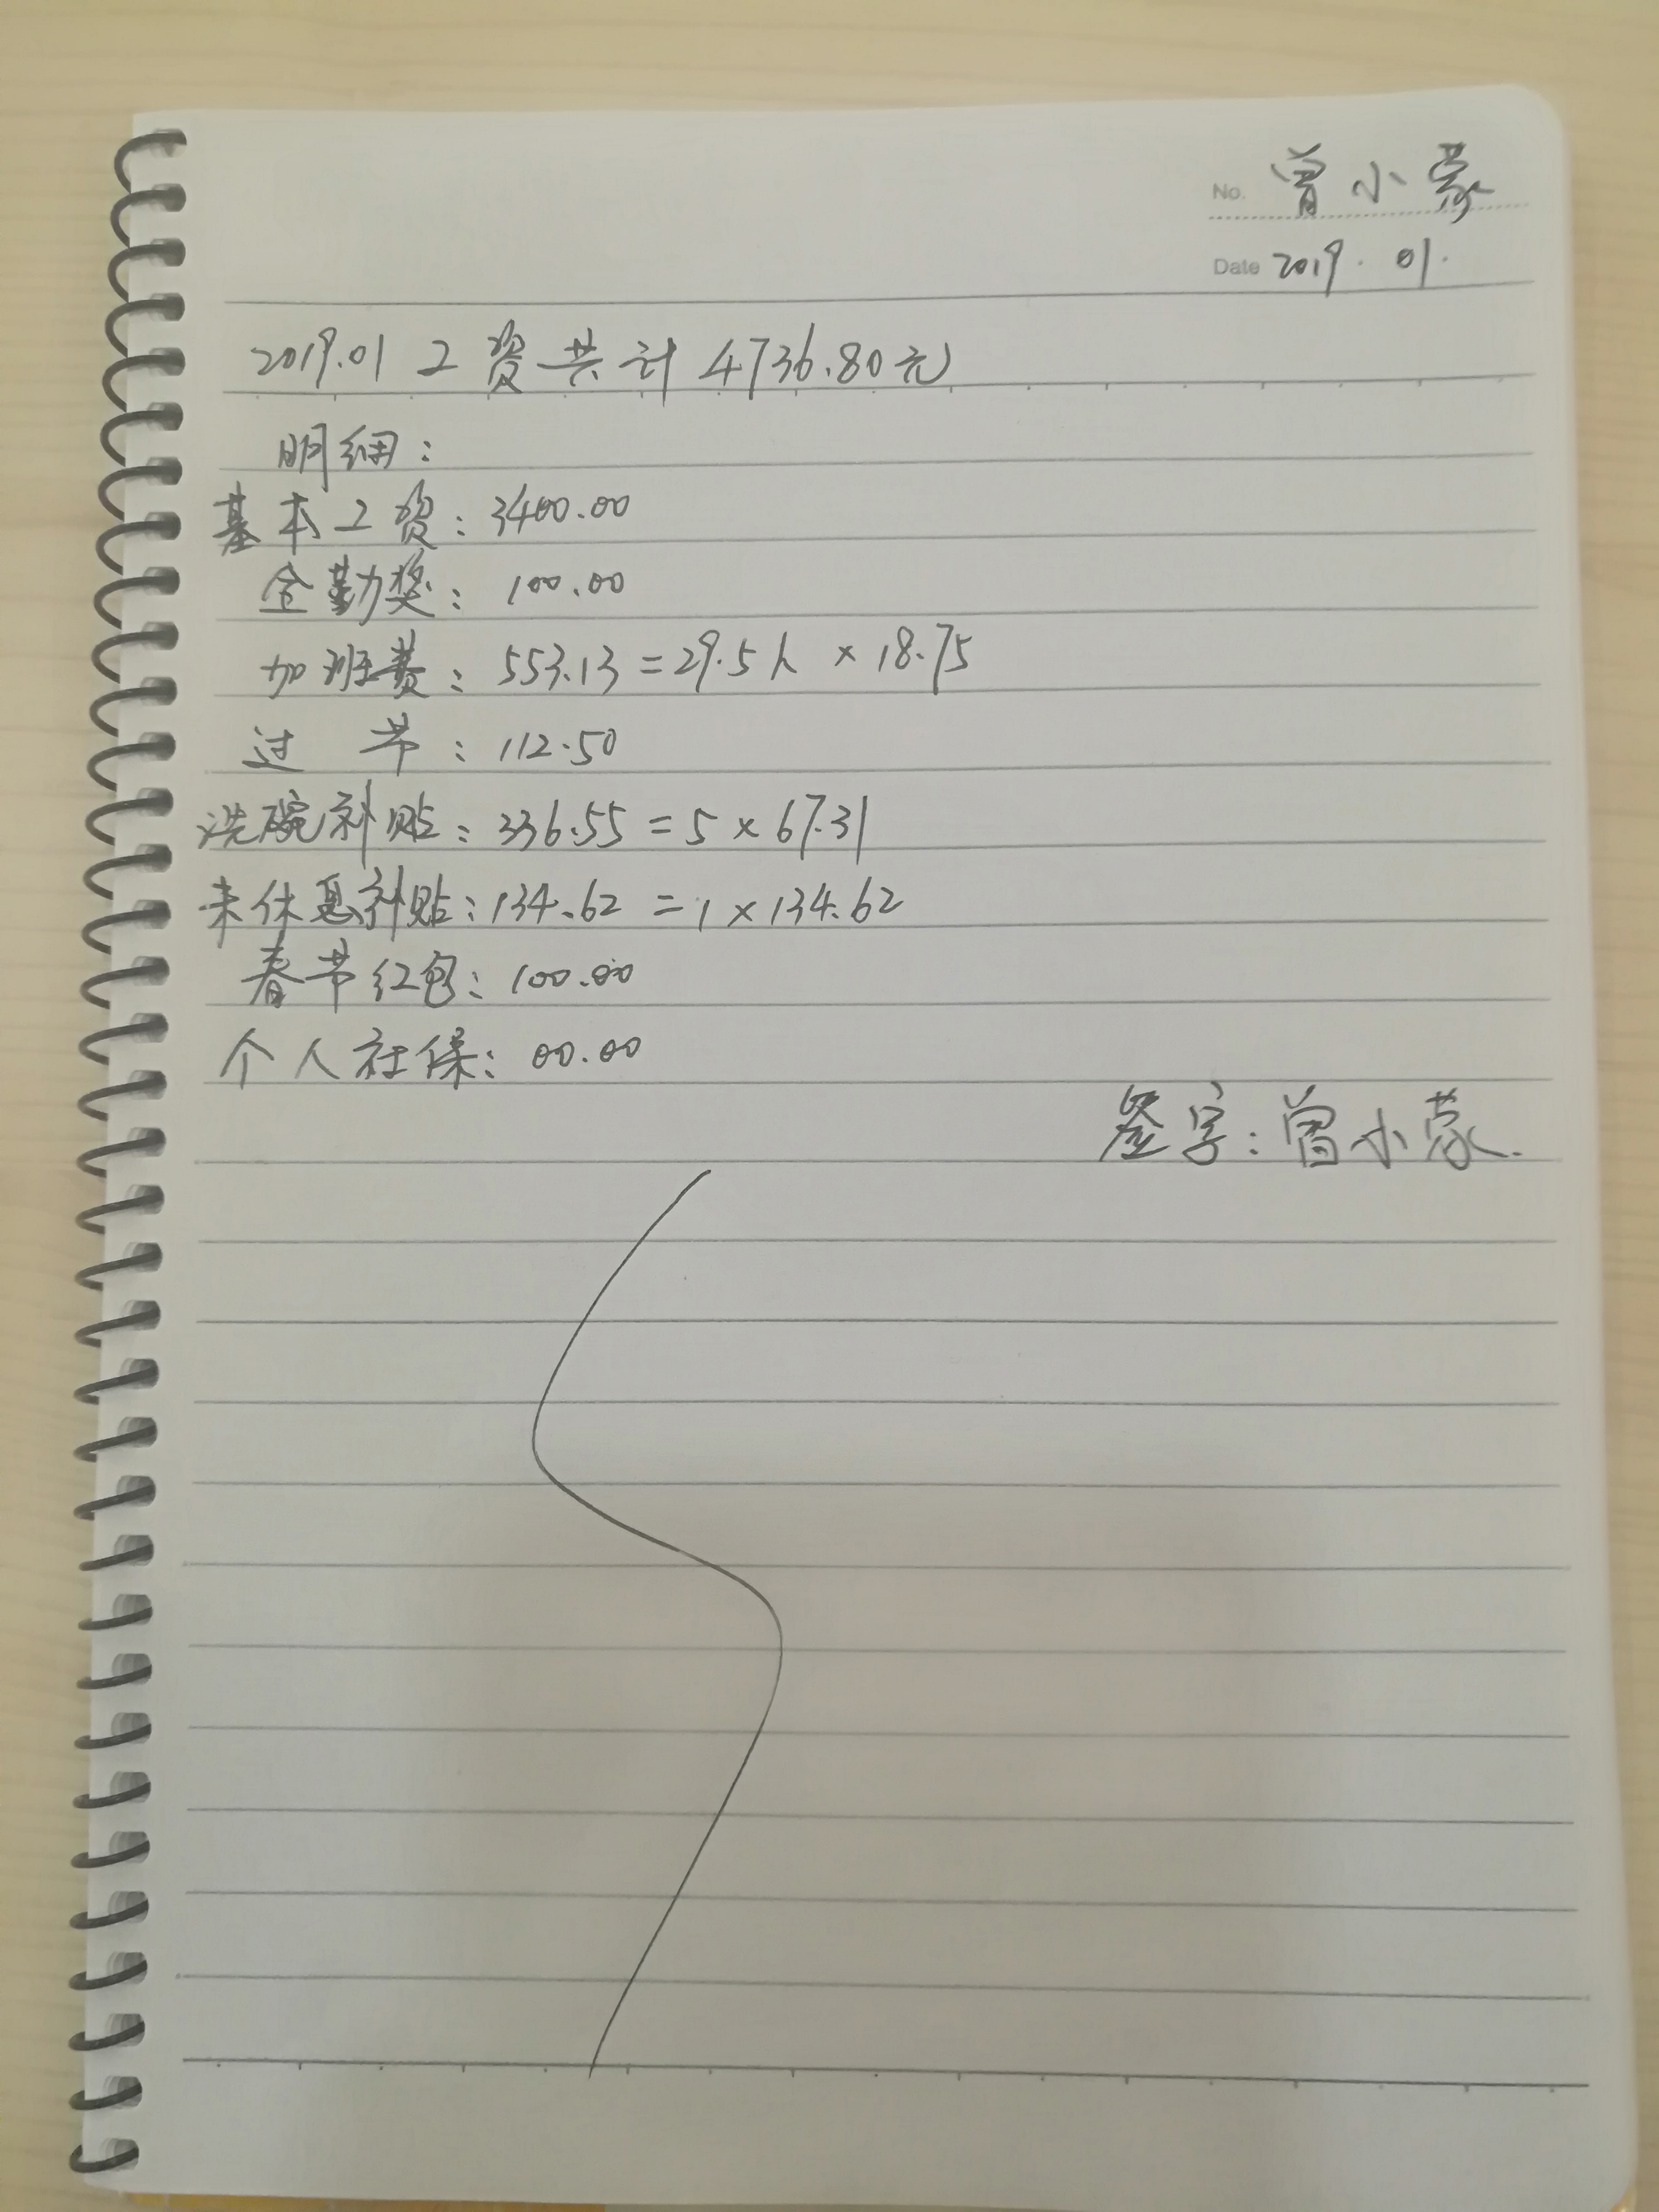 No. 曾小蒙
Date 2019.01.
2019.01 工资共计 4736.80元
明细:
基本工资: 3400.00
全勤奖: 100.00
加班费: 553.13 = 29.5h × 18.75
过 节: 112.50
洗碗补贴: 336.55 = 5 × 67.31
未休息补贴: 134.62 = 1 × 134.62
春节红包: 100.00
个人社保: 00.00
签字: 曾小蒙.